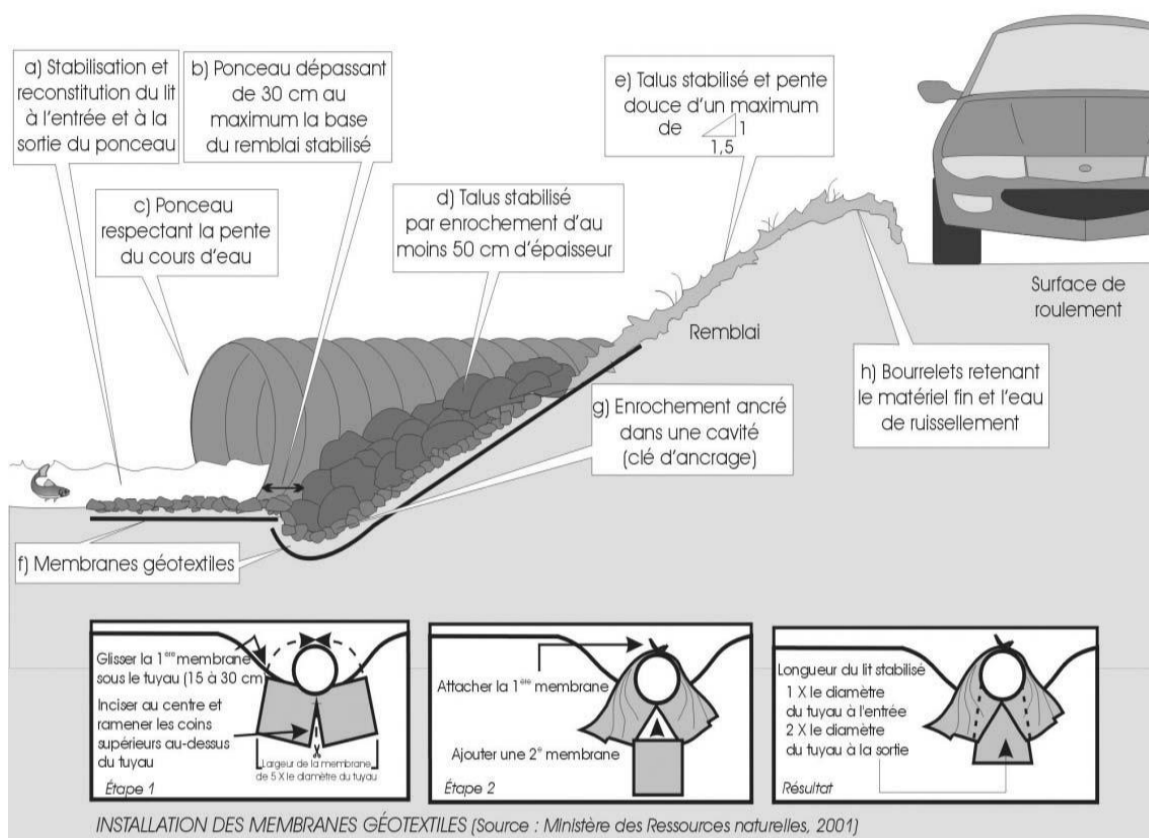 a) Stabilisation et
reconstitution du lit
à l'entrée et à la
sortie du ponceau
b) Ponceau dépassant
de 30 cm au
maximum la base
du remblai stabilisé
e) Talus stabilisé et pente
douce d'un maximum
de 1
1,5
c) Ponceau
respectant la pente
du cours d'eau
d) Talus stabilisé
par enrochement d'au
moins 50 cm d'épaisseur
Surface de
roulement
Remblai
h) Bourrelets retenant
le matériel fin et l'eau
de ruissellement
g) Enrochement ancré
dans une cavité
(clé d'ancrage)
f) Membranes géotextiles
Glisser la 1ère membrane
sous le tuyau (15 à 30 cm
Inciser au centre et
ramener les coins
supérieurs au-dessus
du tuyau
Largeur de la membrane
de 5 X le diamètre du tuyau
Étape 1
Attacher la 1ère membrane
Ajouter une 2e membrane
Étape 2
Longueur du lit stabilisé
1 X le diamètre
du tuyau à l'entrée
2 X le diamètre
du tuyau à la sortie
Résultat
INSTALLATION DES MEMBRANES GÉOTEXTILES (Source : Ministère des Ressources naturelles, 2001)